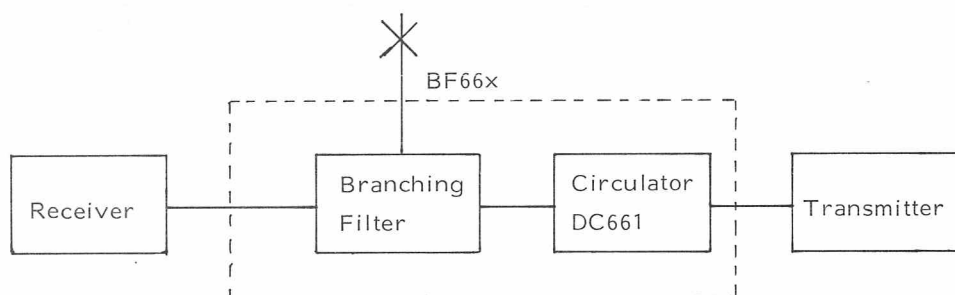 BF66x
Receiver
Branching
Filter
Circulator
DC661
Transmitter